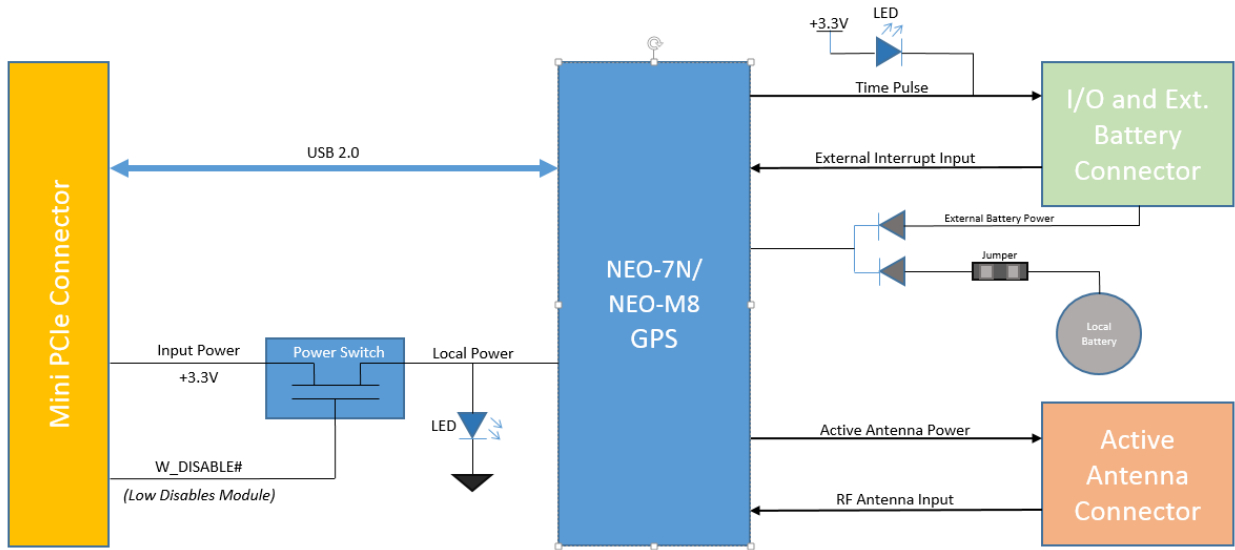 Mini PCIe Connector
USB 2.0
Input Power
+3.3V
Power Switch
Local Power
LED
W_DISABLE#
(Low Disables Module)
NEO-7N/
NEO-M8
GPS
+3.3V
LED
Time Pulse
External Interrupt Input
I/O and Ext.
Battery
Connector
External Battery Power
Jumper
Local
Battery
Active Antenna Power
RF Antenna Input
Active
Antenna
Connector